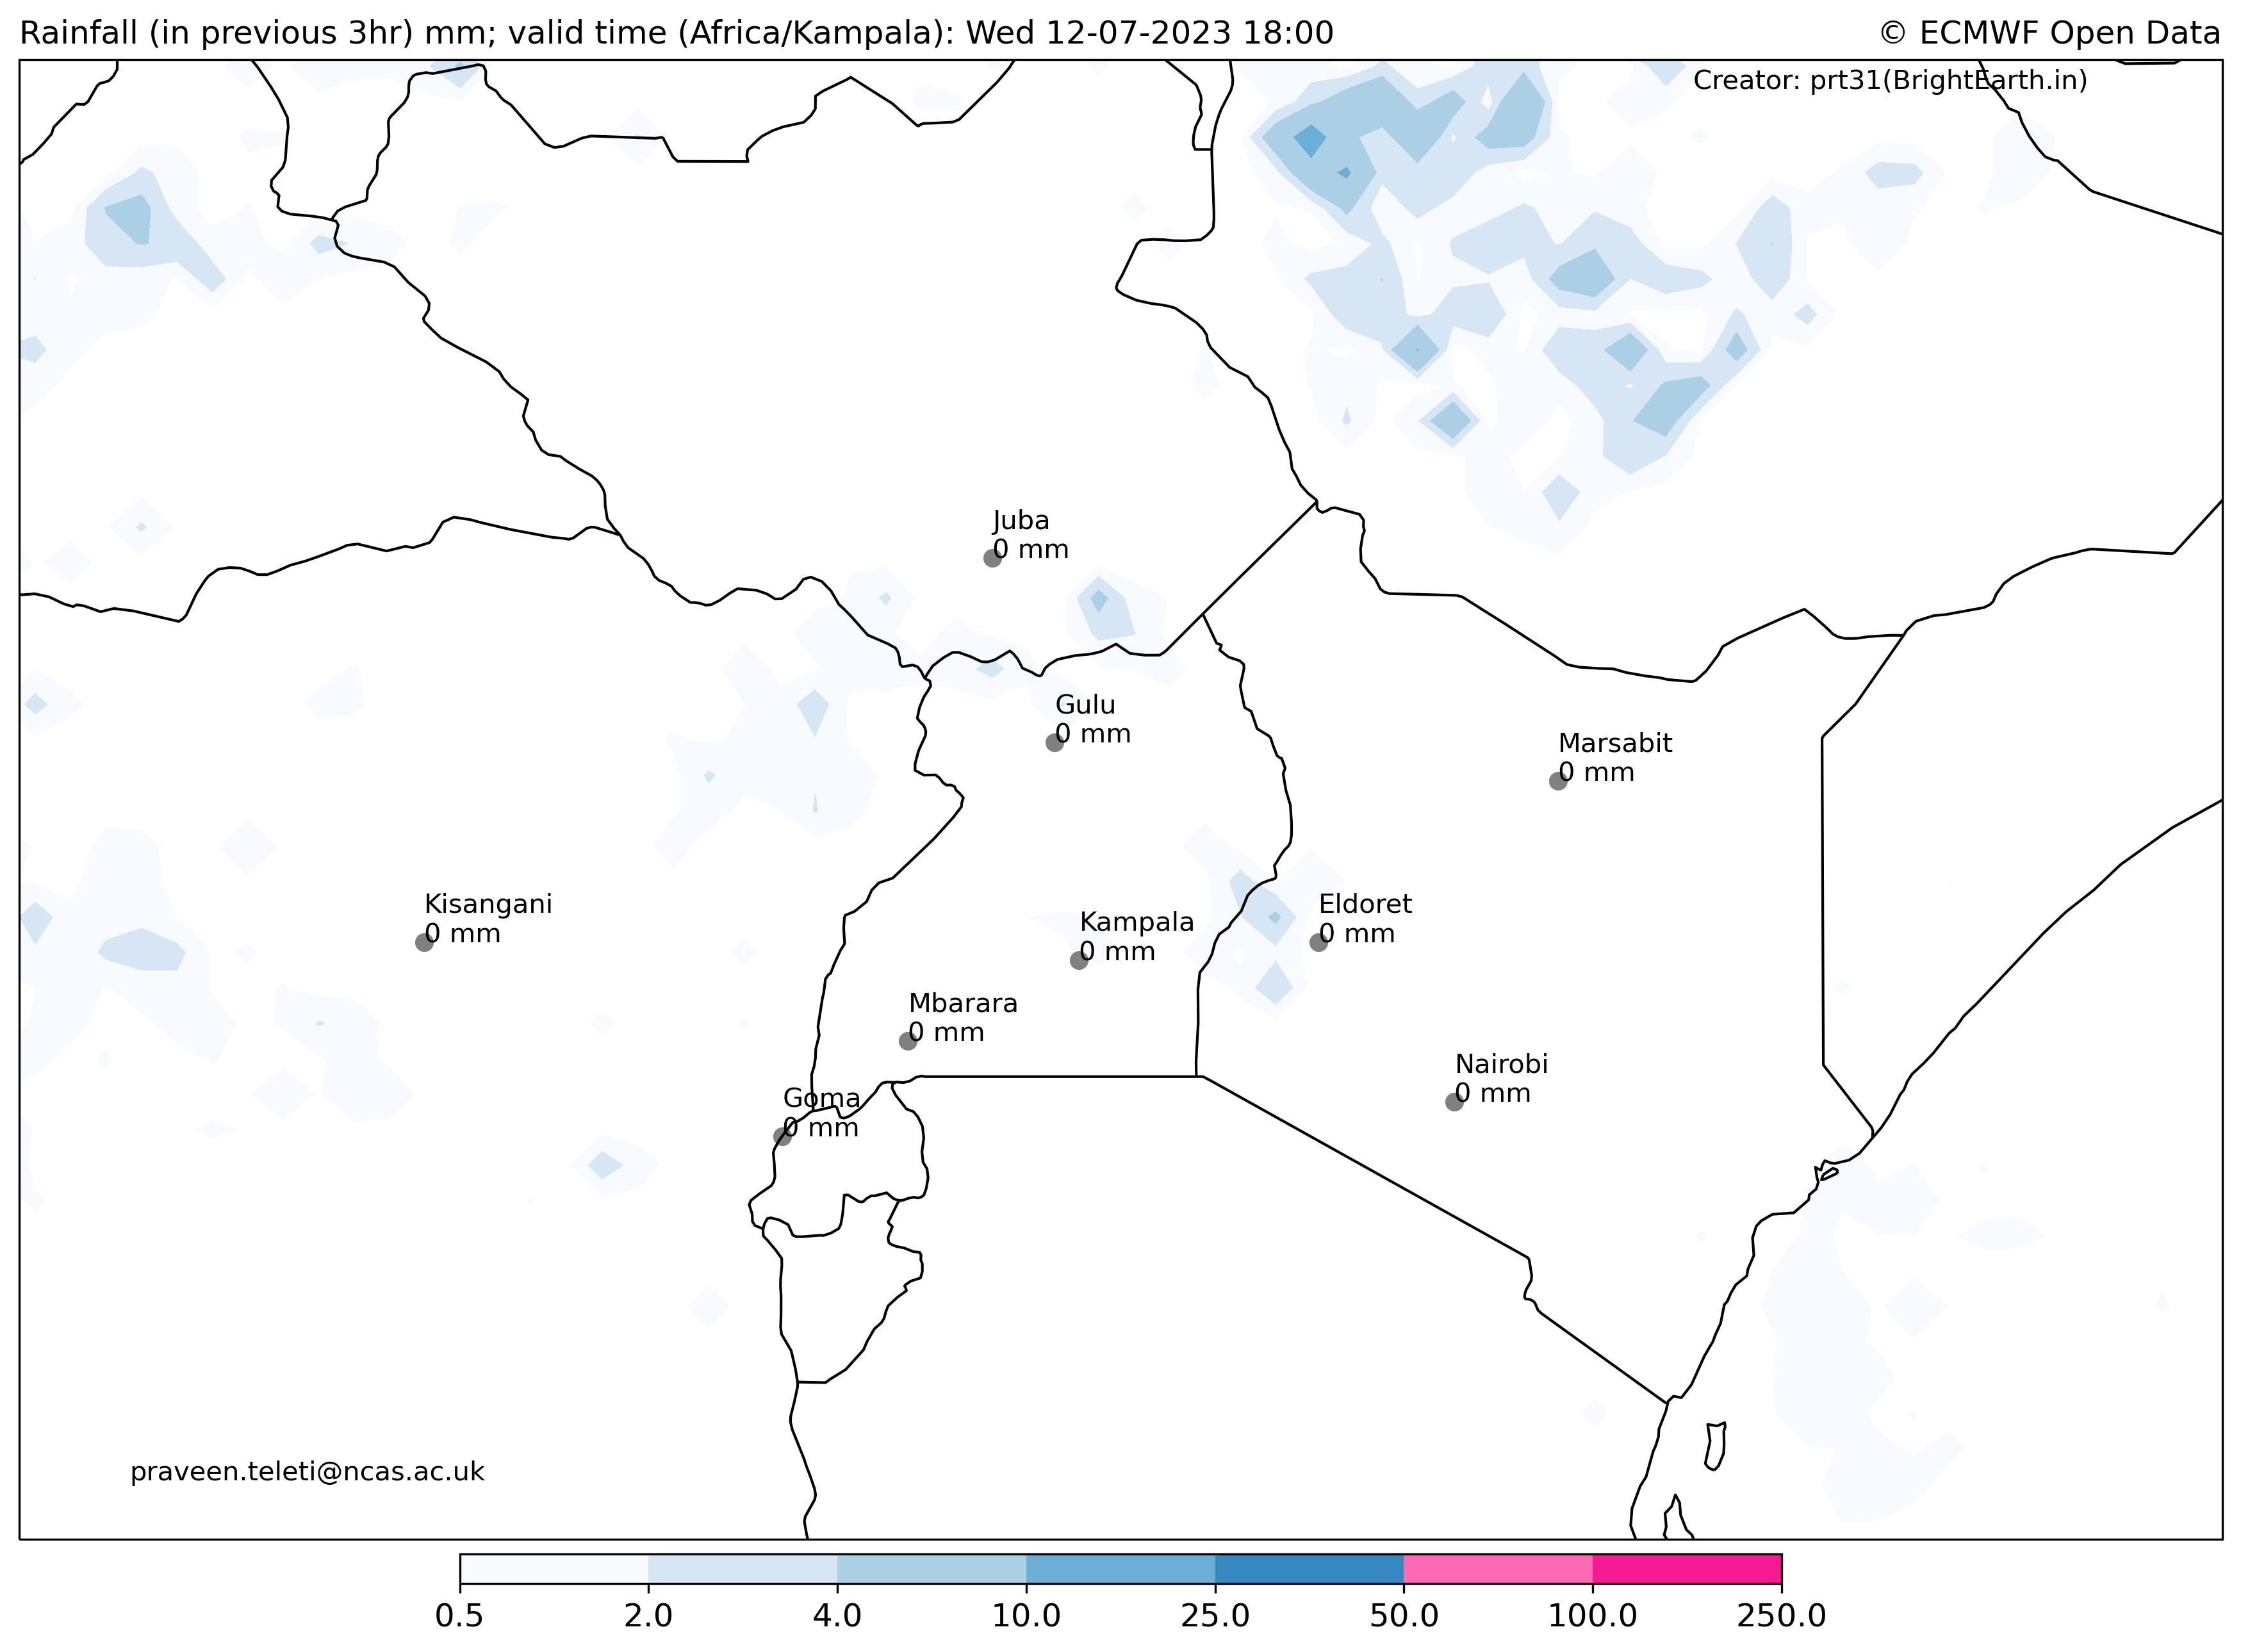 Rainfall (in previous 3hr) mm; valid time (Africa/Kampala): Wed 12-07-2023 18:00
© ECMWF Open Data
Creator: prt31(BrightEarth.in)
Juba
0 mm
Gulu
0 mm
Marsabit
0 mm
Kisangani
0 mm
Eldoret
0 mm
Kampala
0 mm
Mbarara
0 mm
Nairobi
0 mm
Goma
0 mm
praveen.teleti@ncas.ac.uk
0.5 2.0 4.0 10.0 25.0 50.0 100.0 250.0